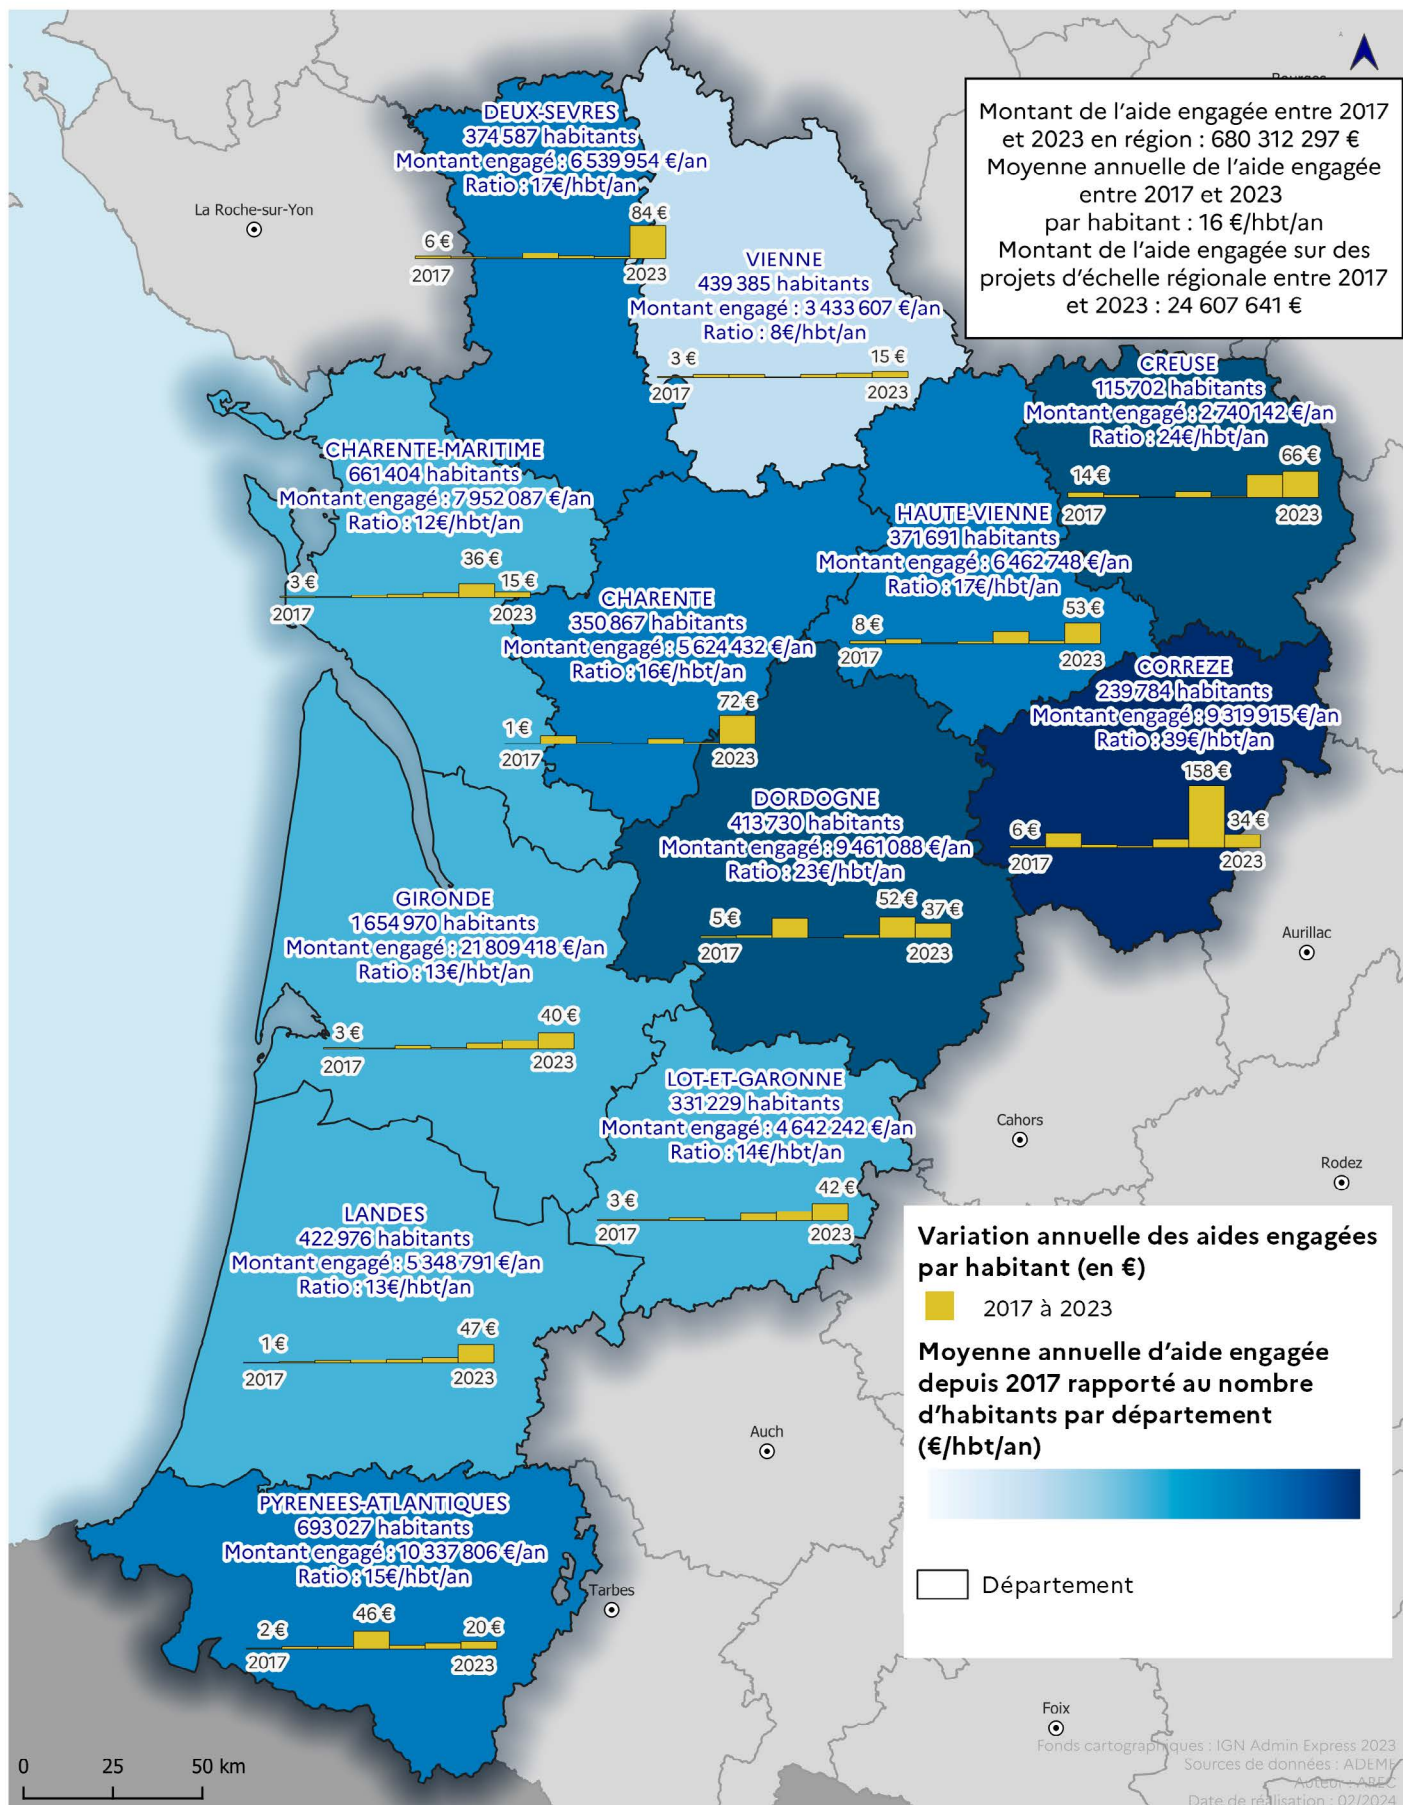 Montant de l'aide engagée entre 2017
et 2023 en région : 680 312 297 €
Moyenne annuelle de l'aide engagée
entre 2017 et 2023
par habitant : 16 €/hbt/an
Montant de l'aide engagée sur des
projets d'échelle régionale entre 2017
et 2023 : 24 607 641 €
DEUX-SEVRES
374 587 habitants
Montant engagé : 6 539 954 €/an
Ratio : 17€/hbt/an
6 €
84 €
2017
2023
La Roche-sur-Yon
VIENNE
439 385 habitants
Montant engagé : 3 433 607 €/an
Ratio : 8€/hbt/an
3 €
15 €
2017
2023
CREUSE
115 702 habitants
Montant engagé : 2 740 142 €/an
Ratio : 24€/hbt/an
14 €
66 €
2017
2023
CHARENTE-MARITIME
661 404 habitants
Montant engagé : 7 952 087 €/an
Ratio : 12€/hbt/an
3 €
36 €
15 €
2017
2023
HAUTE-VIENNE
371 691 habitants
Montant engagé : 6 462 748 €/an
Ratio : 17€/hbt/an
8 €
53 €
2017
2023
CHARENTE
350 867 habitants
Montant engagé : 5 624 432 €/an
Ratio : 16€/hbt/an
1 €
72 €
2017
2023
CORREZE
239 784 habitants
Montant engagé : 9 319 915 €/an
Ratio : 39€/hbt/an
6 €
158 €
34 €
2017
2023
DORDOGNE
413 730 habitants
Montant engagé : 9 461 088 €/an
Ratio : 23€/hbt/an
5 €
52 €
37 €
2017
2023
GIRONDE
1 654 970 habitants
Montant engagé : 21 809 418 €/an
Ratio : 13€/hbt/an
3 €
40 €
2017
2023
Aurillac
LOT-ET-GARONNE
331 229 habitants
Montant engagé : 4 642 242 €/an
Ratio : 14€/hbt/an
3 €
42 €
2017
2023
Cahors
Rodez
LANDES
422 976 habitants
Montant engagé : 5 348 791 €/an
Ratio : 13€/hbt/an
1 €
47 €
2017
2023
Auch
PYRENEES-ATLANTIQUES
693 027 habitants
Montant engagé : 10 337 806 €/an
Ratio : 15€/hbt/an
2 €
46 €
20 €
2017
2023
Tarbes
Foix
Variation annuelle des aides engagées
par habitant (en €)
2017 à 2023
Moyenne annuelle d'aide engagée
depuis 2017 rapporté au nombre
d'habitants par département
(€/hbt/an)
Département
0 25 50 km
Fonds cartographiques : IGN Admin Express 2023
Sources de données : ADEME
Auteur : AREC
Date de réalisation : 02/2024